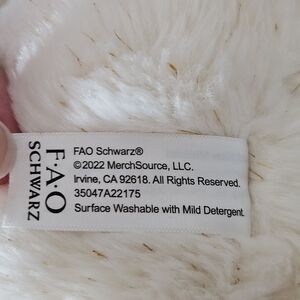 F·A·O
SCHWARZ
FAO Schwarz®
©2022 MerchSource, LLC.
Irvine, CA 92618. All Rights Reserved.
35047A22175
Surface Washable with Mild Detergent.